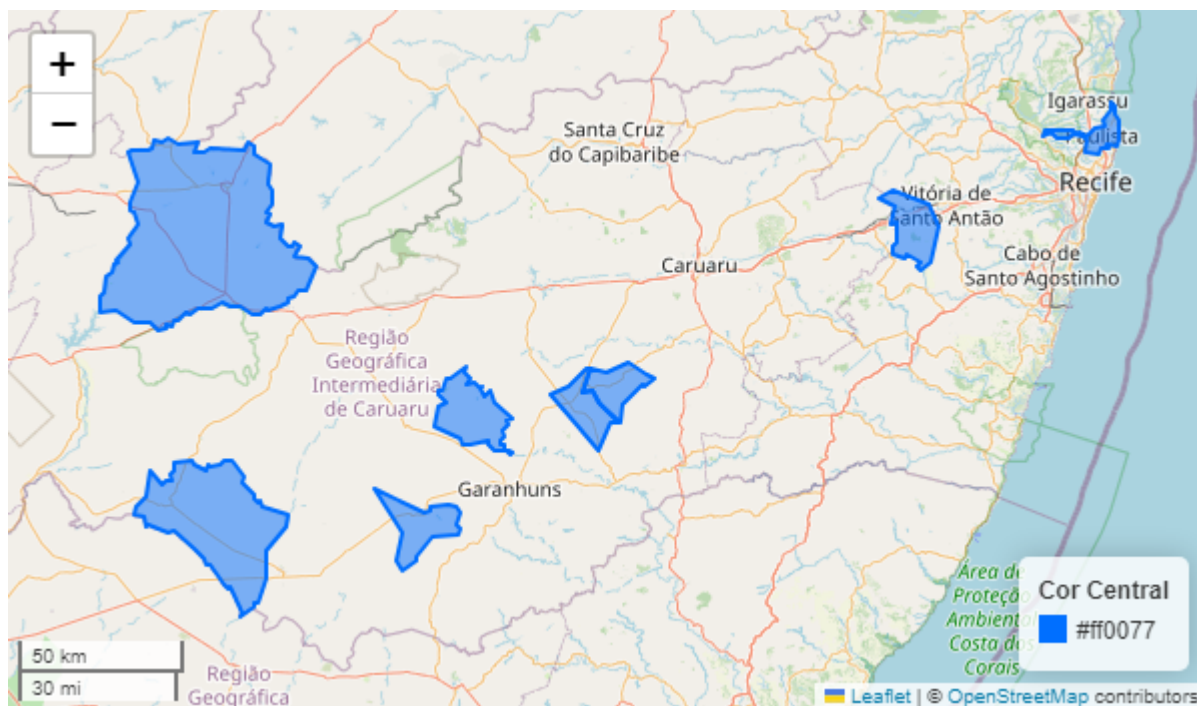 +
−
Igarassu
Paulista
Recife
Santa Cruz
do Capibaribe
Vitória de
Santo Antão
Cabo de
Santo Agostinho
Caruaru
Região
Geográfica
Intermediária
de Caruaru
Garanhuns
Área de
Proteção
Ambiental
Costa dos
Corais
Cor Central
#ff0077
50 km
30 mi
Região
Geográfica
Leaflet | © OpenStreetMap contributors